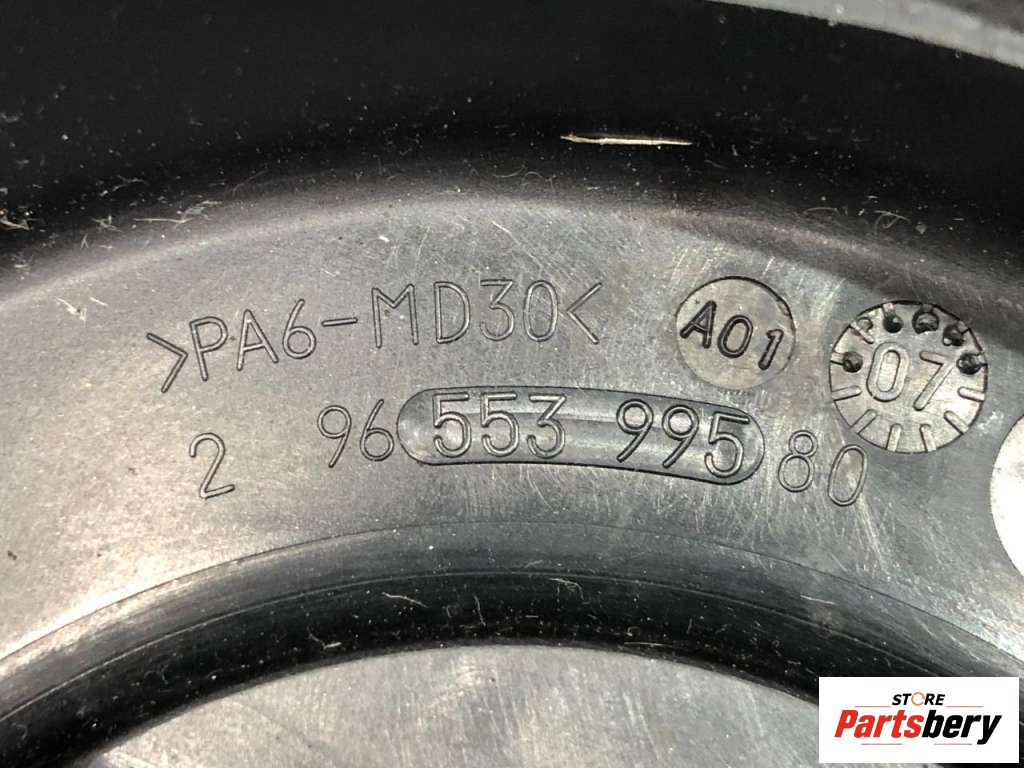 >PA6-MD30<
A01
07
2 96 553 995 80
STORE
Partsbery